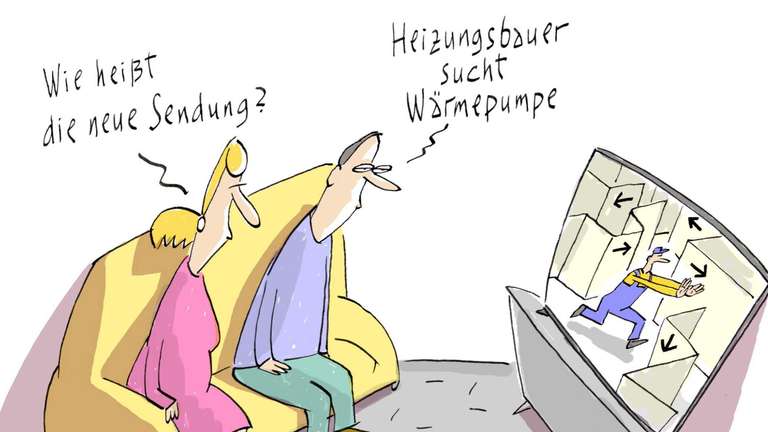 Wie heißt
die neue Sendung?
Heizungsbauer
sucht
Wärmepumpe